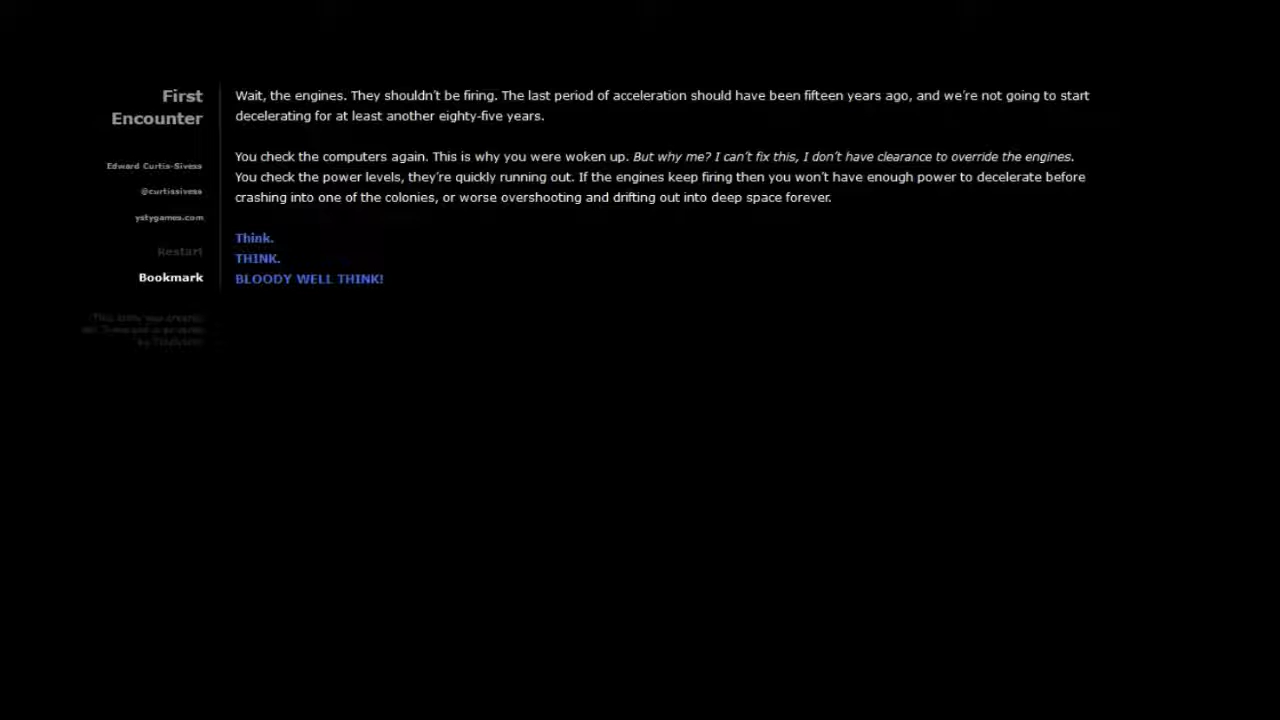 First
Encounter
Edward Curtis-Sivess
@curtissivess
ystygames.com
Restart
Bookmark
Wait, the engines. They shouldn't be firing. The last period of acceleration should have been fifteen years ago, and we're not going to start
decelerating for at least another eighty-five years.
You check the computers again. This is why you were woken up. But why me? I can't fix this, I don't have clearance to override the engines.
You check the power levels, they're quickly running out. If the engines keep firing then you won't have enough power to decelerate before
crashing into one of the colonies, or worse overshooting and drifting out into deep space forever.
Think.
THINK.
BLOODY WELL THINK!